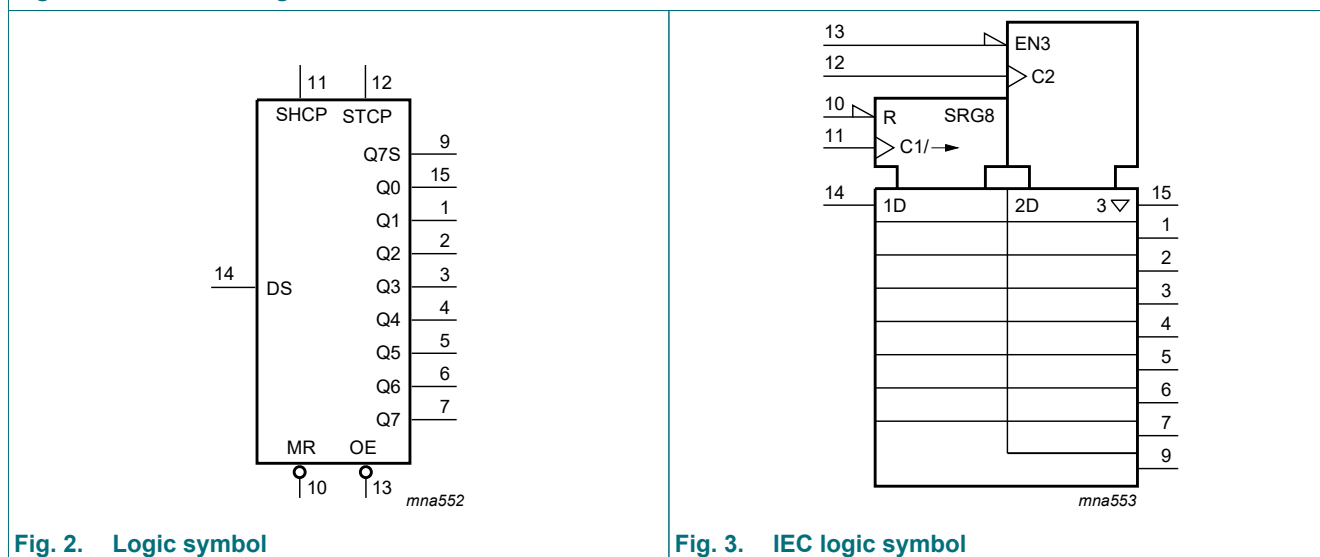 11 12
SHCP STCP
Q7S 9
Q0 15
Q1 1
Q2 2
14 DS Q3 3
Q4 4
Q5 5
Q6 6
Q7 7
MR OE
10 13
mna552
Fig. 2. Logic symbol
13 EN3
12 C2
10 R SRG8
11 C1/
14 1D 2D 3 15
1
2
3
4
5
6
7
9
mna553
Fig. 3. IEC logic symbol